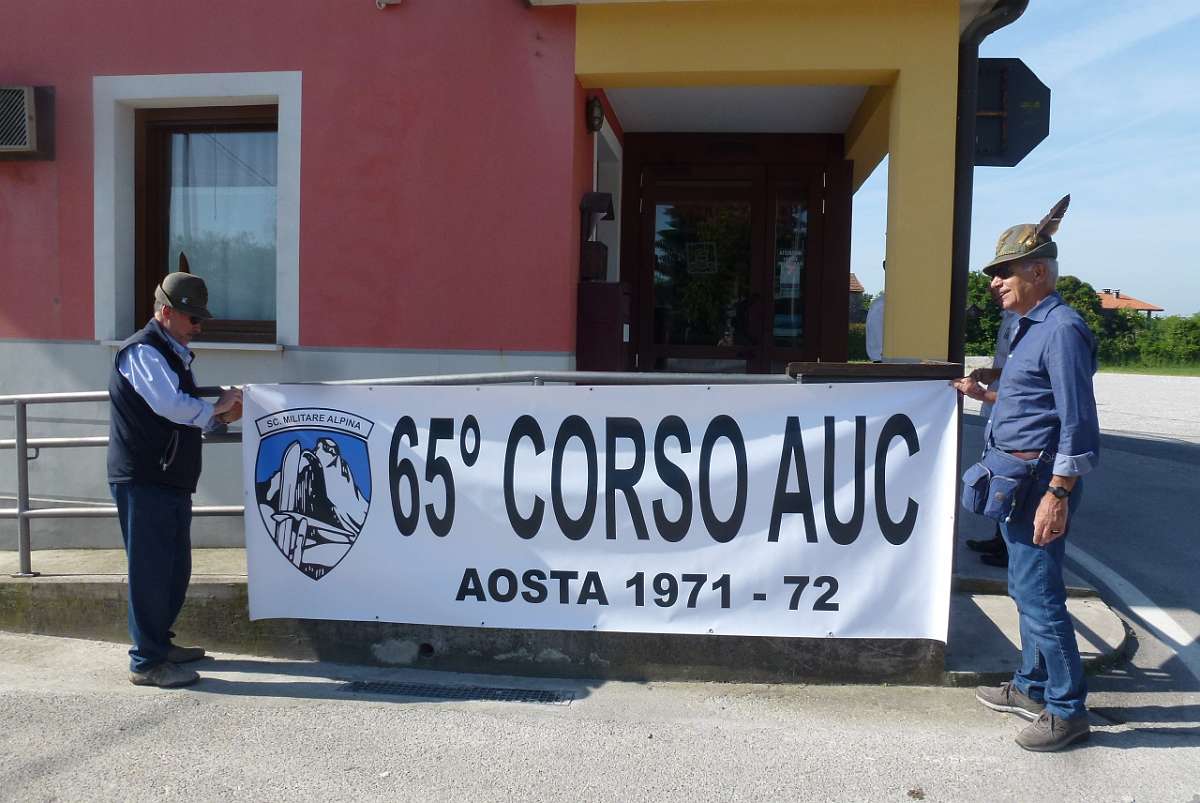 SC. MILITARE ALPINA
65° CORSO AUC
AOSTA 1971 - 72